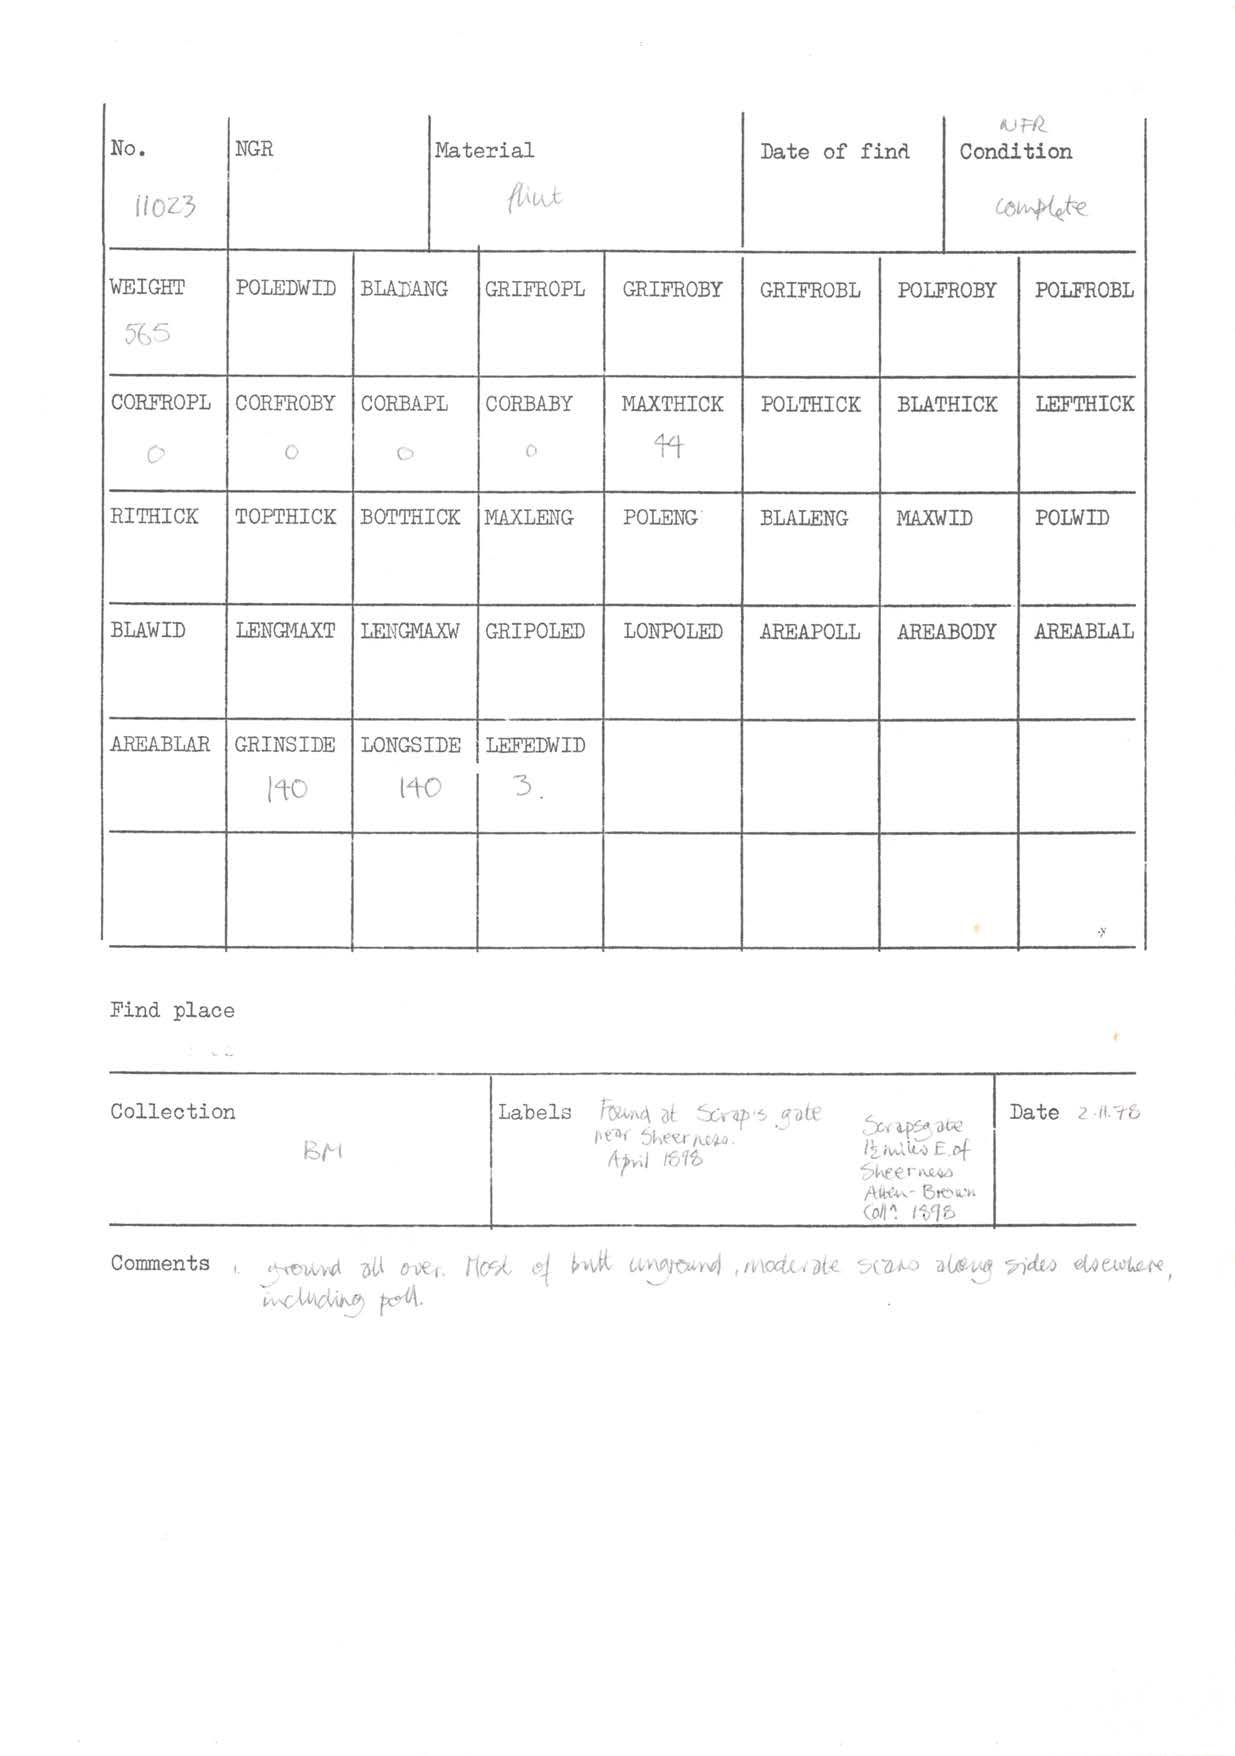 NFR
No. NGR Material Date of find Condition
11023 flint complete
WEIGHT POLEDWID BLADANG GRIFROPL GRIFROBY GRIFROBL POLFROBY POLFROBL
565
CORFROPL CORFROBY CORBAPL CORBABY MAXTHICK POLTHICK BLATHICK LEFTHICK
0 0 0 0 44
RITHICK TOPTHICK BOTTHICK MAXLENG POLENG BLALENG MAXWID POLWID
BLAWID LENGMAXT LENGMAXW GRIPOLED LONPOLED AREAPOLL AREABODY AREABLAL
AREABLAR GRINSIDE LONGSIDE LEFEDWID
140 140 3.
Find place
Collection
BM
Labels Found at Scrap's gate
near Sheerness.
April 1898
Scrapsgate
1½ miles E. of
Sheerness
Allen-Brown
Colln 1898
Date 2.11.78
Comments ground all over. Most of butt unground, moderate scars along sides elsewhere,
including poll.